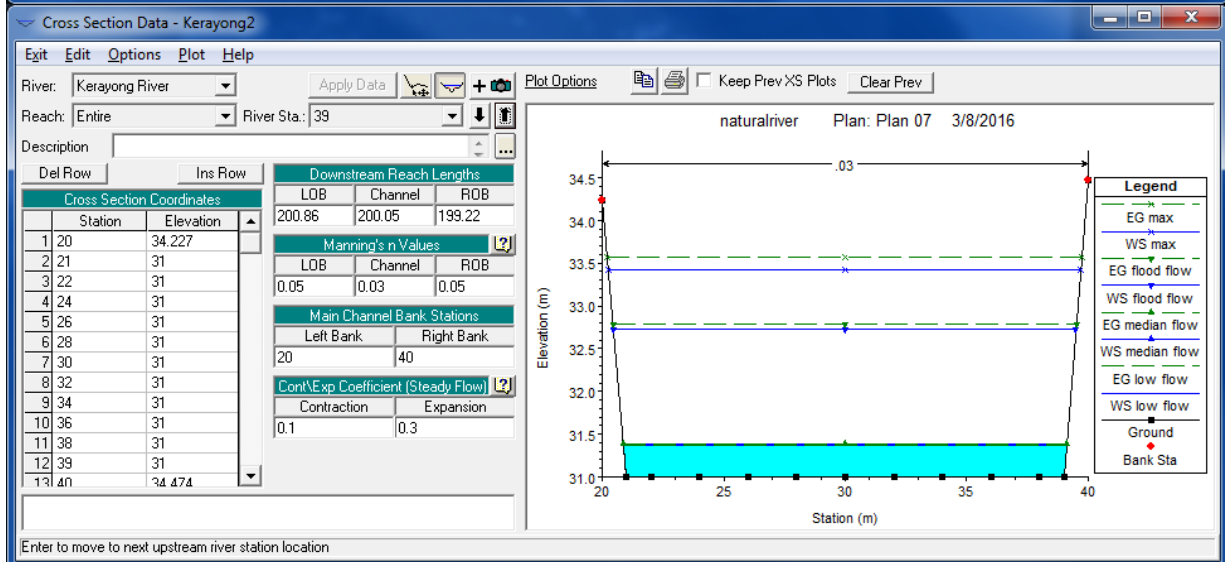 Cross Section Data - Kerayong2
Exit Edit Options Plot Help
River: Kerayong River Apply Data
Reach: Entire River Sta.: 39
Description ...
Del Row Ins Row
Cross Section Coordinates
Station Elevation
1 20 34.227
2 21 31
3 22 31
4 24 31
5 26 31
6 28 31
7 30 31
8 32 31
9 34 31
10 36 31
11 38 31
12 39 31
13 40 34.474
Downstream Reach Lengths
LOB Channel ROB
200.86 200.05 199.22
Manning's n Values
LOB Channel ROB
0.05 0.03 0.05
Main Channel Bank Stations
Left Bank Right Bank
20 40
Cont\Exp Coefficient (Steady Flow)
Contraction Expansion
0.1 0.3
Plot Options Keep Prev XS Plots Clear Prev
naturalriver Plan: Plan 07 3/8/2016
.03
34.5
34.0
33.5
33.0
32.5
32.0
31.5
31.0
Elevation (m)
20 25 30 35 40
Station (m)
Legend
EG max
WS max
EG flood flow
WS flood flow
EG median flow
WS median flow
EG low flow
WS low flow
Ground
Bank Sta
Enter to move to next upstream river station location